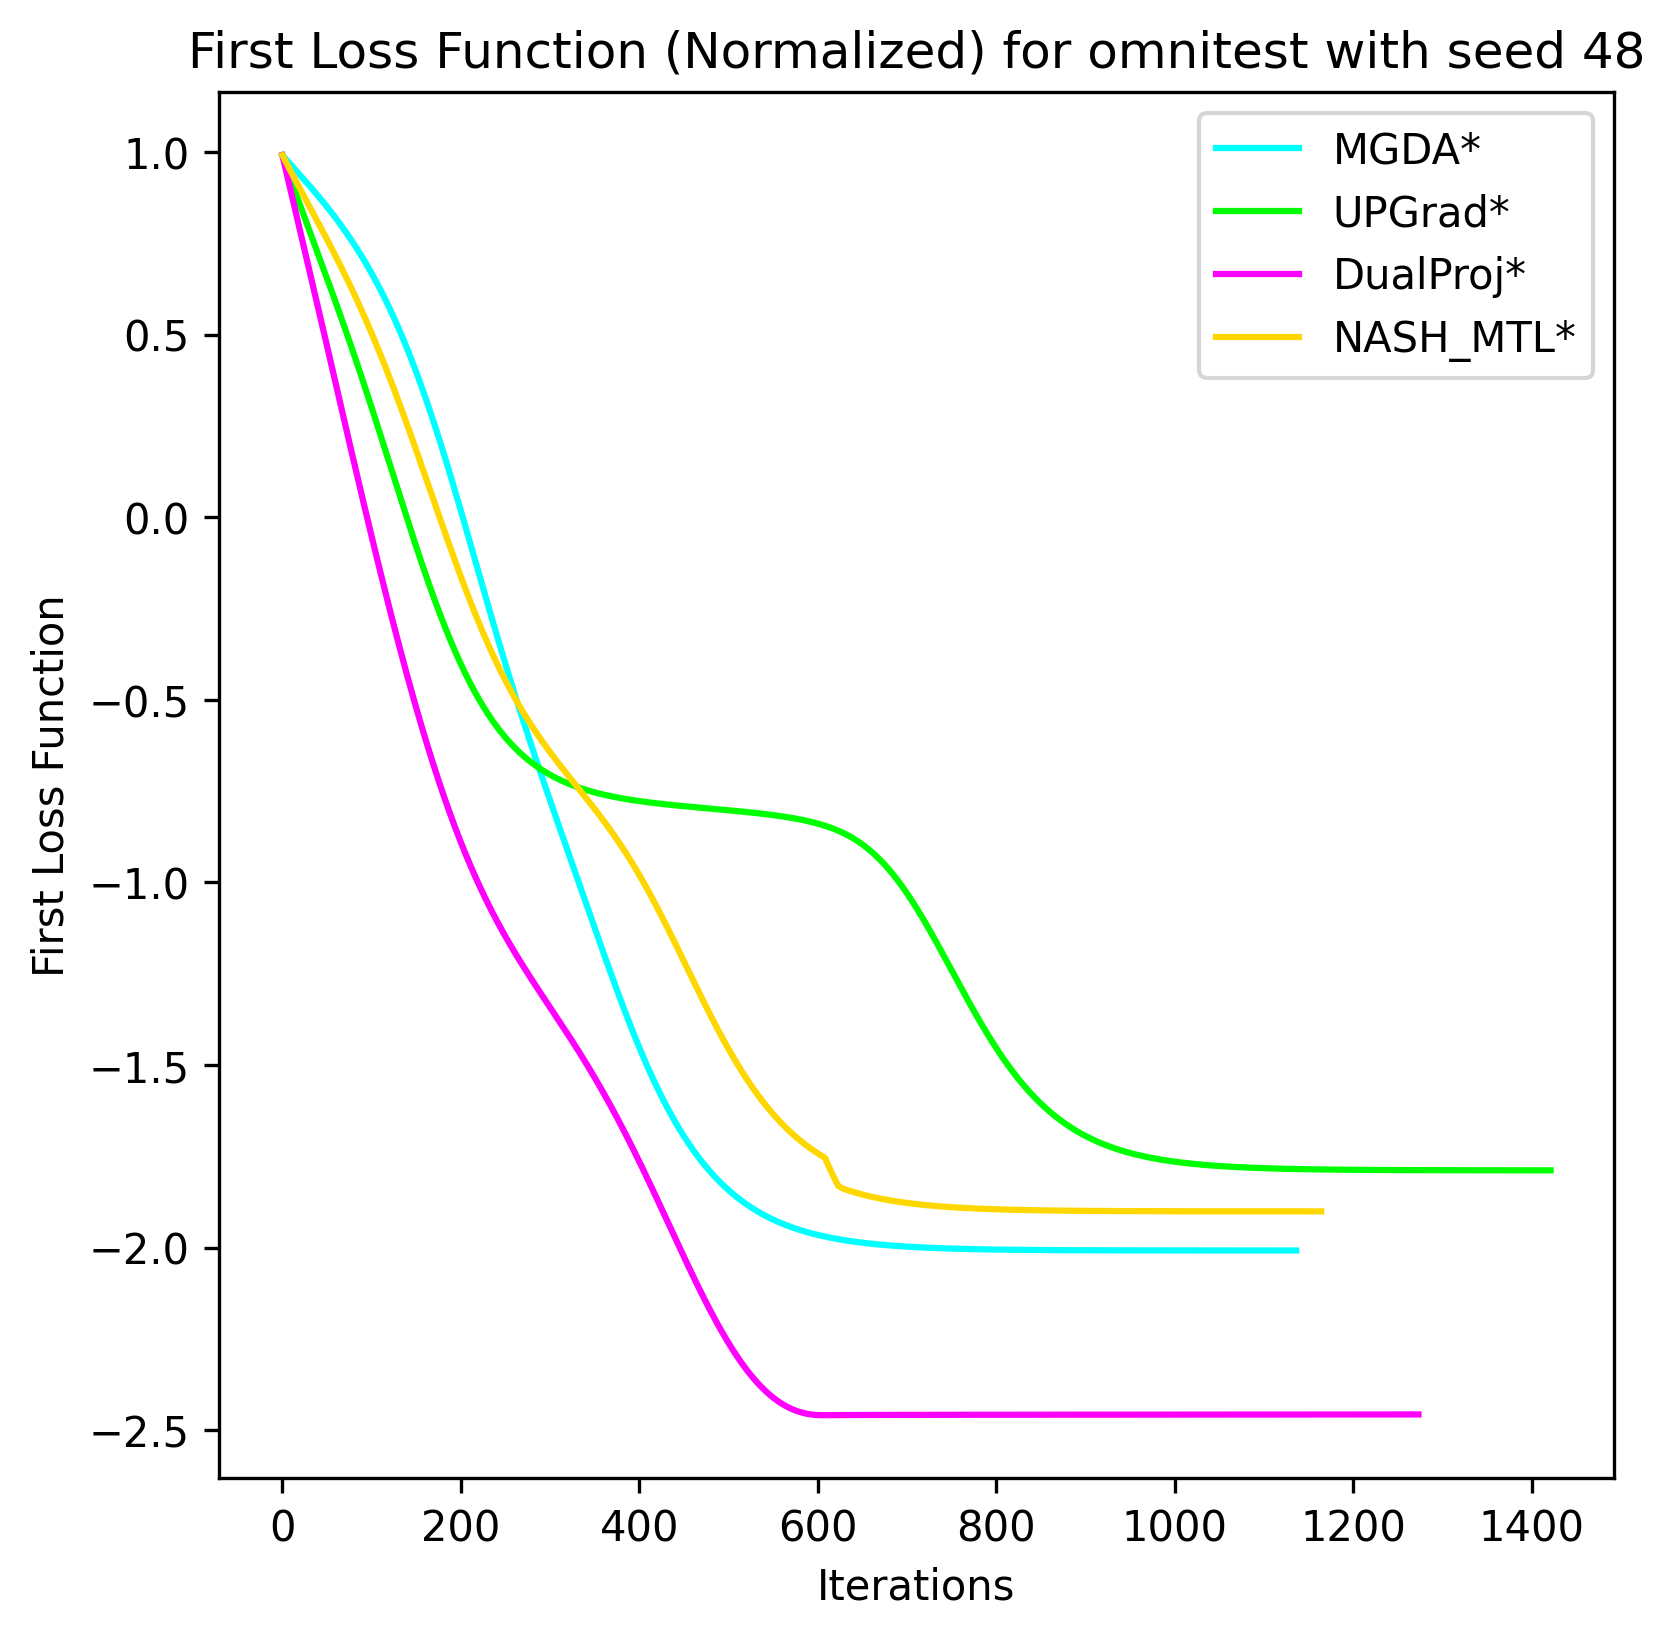 First Loss Function (Normalized) for omnitest with seed 48
MGDA*
UPGrad*
DualProj*
NASH_MTL*
First Loss Function
1.0
0.5
0.0
−0.5
−1.0
−1.5
−2.0
−2.5
0 200 400 600 800 1000 1200 1400
Iterations